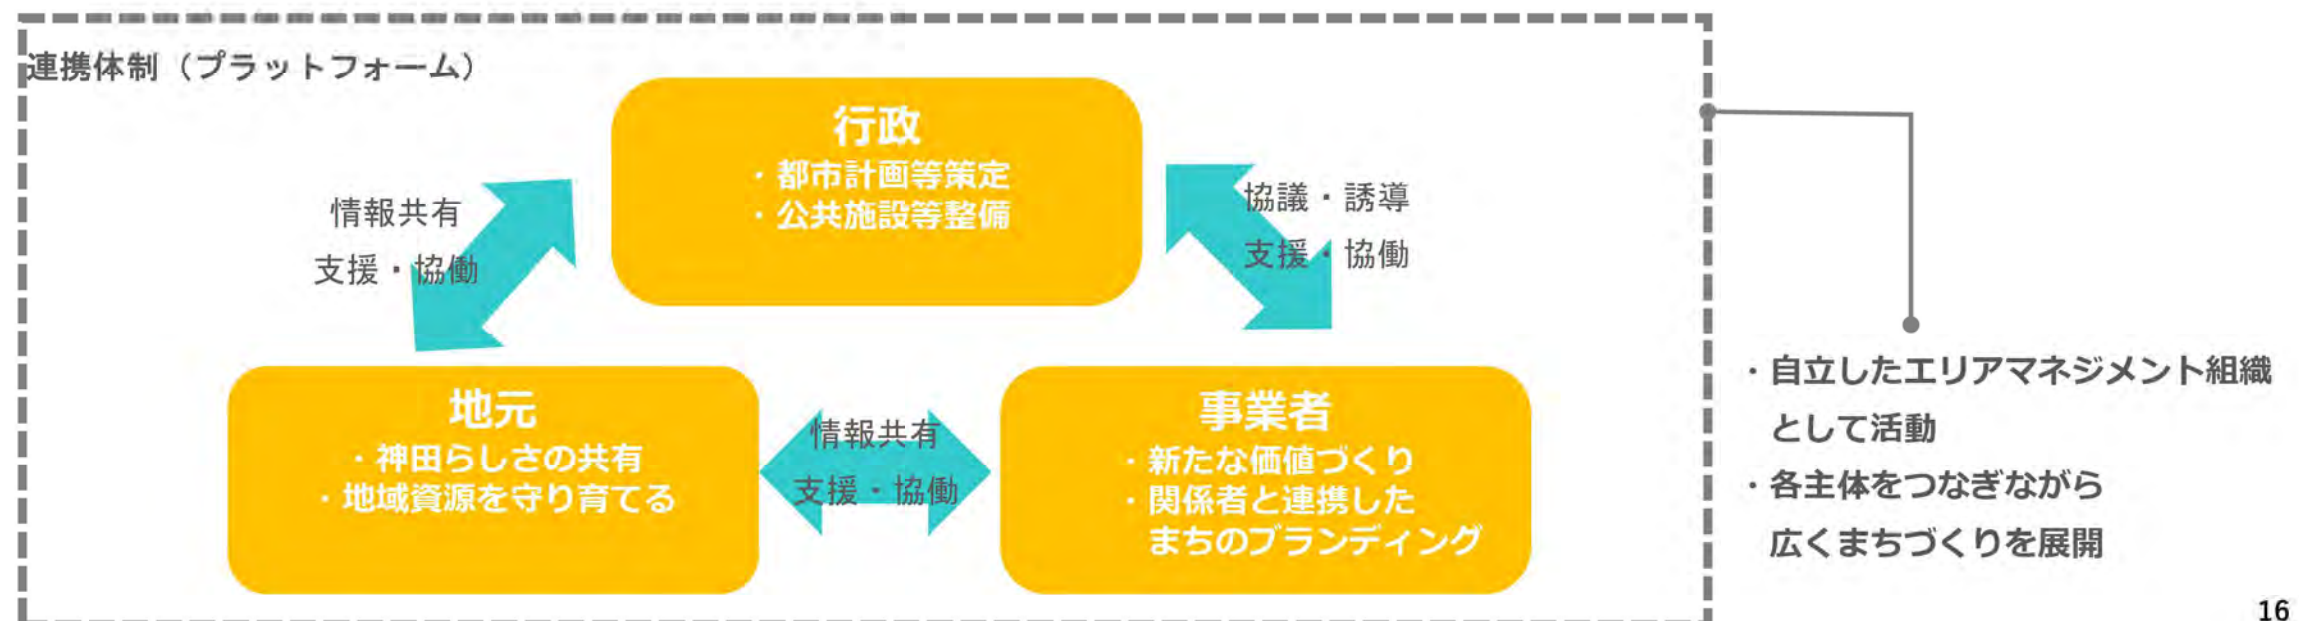 連携体制（プラットフォーム）
行政
・都市計画等策定
・公共施設等整備
情報共有
支援・協働
協議・誘導
支援・協働
地元
・神田らしさの共有
・地域資源を守り育てる
情報共有
支援・協働
事業者
・新たな価値づくり
・関係者と連携した
まちのブランディング
・自立したエリアマネジメント組織
として活動
・各主体をつなぎながら
広くまちづくりを展開
16